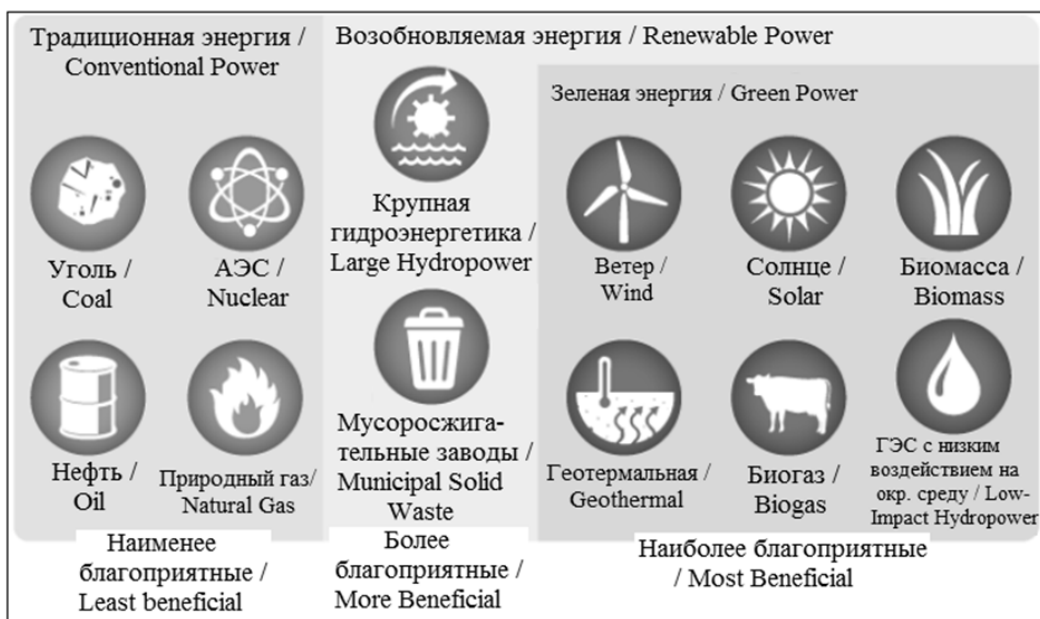 Традиционная энергия /
Conventional Power
Возобновляемая энергия / Renewable Power
Зеленая энергия / Green Power
Уголь /
Coal
АЭС /
Nuclear
Нефть /
Oil
Природный газ/
Natural Gas
Наименее
благоприятные /
Least beneficial
Крупная
гидроэнергетика /
Large Hydropower
Мусоросжига-
тельные заводы /
Municipal Solid
Waste
Более
благоприятные /
More Beneficial
Ветер /
Wind
Солнце /
Solar
Биомасса /
Biomass
Геотермальная /
Geothermal
Биогаз /
Biogas
ГЭС с низким
воздействием на
окр. среду / Low-
Impact Hydropower
Наиболее благоприятные
/ Most Beneficial